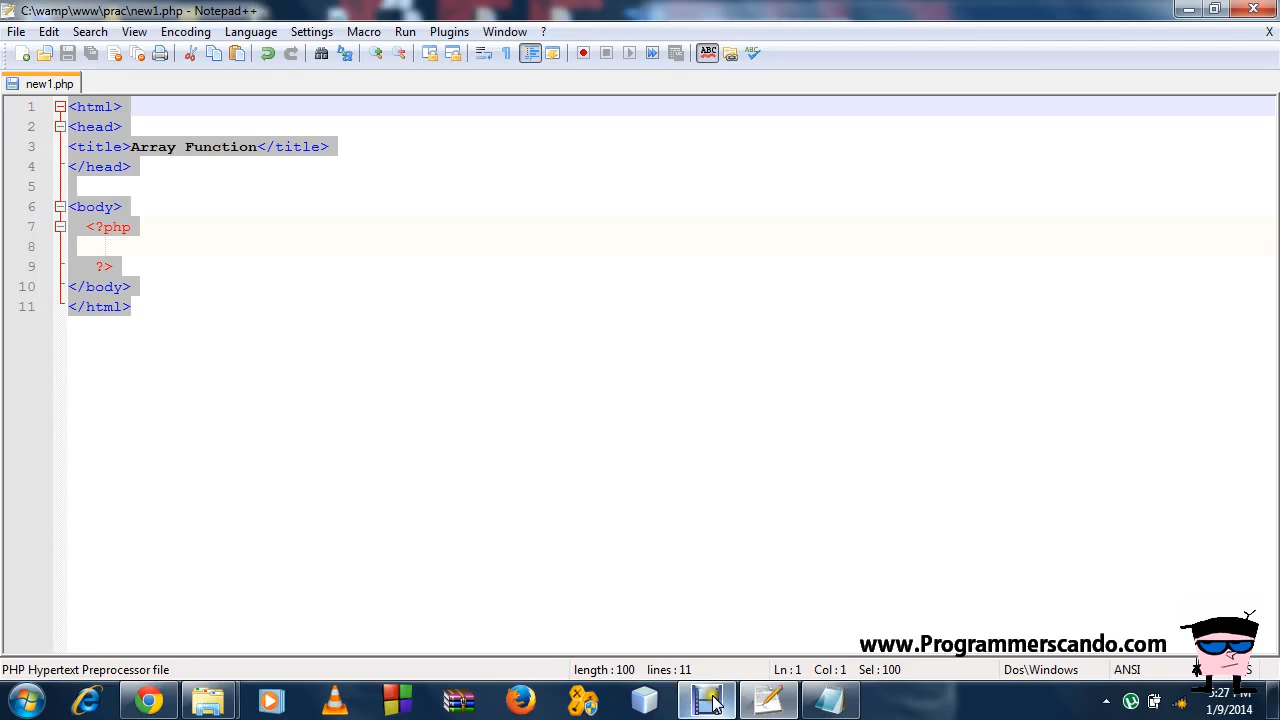 C:\wamp\www\prac\new1.php - Notepad++
File Edit Search View Encoding Language Settings Macro Run Plugins Window ? X
ABC ABC
new1.php
1 <html>
2 <head>
3 <title>Array Function</title>
4 </head>
5
6 <body>
7 <?php
8
9 ?>
10 </body>
11 </html>
www.Programmerscando.com
PHP Hypertext Preprocessor file length : 100 lines : 11 Ln : 1 Col : 1 Sel : 100 Dos\Windows ANSI
1/9/2014